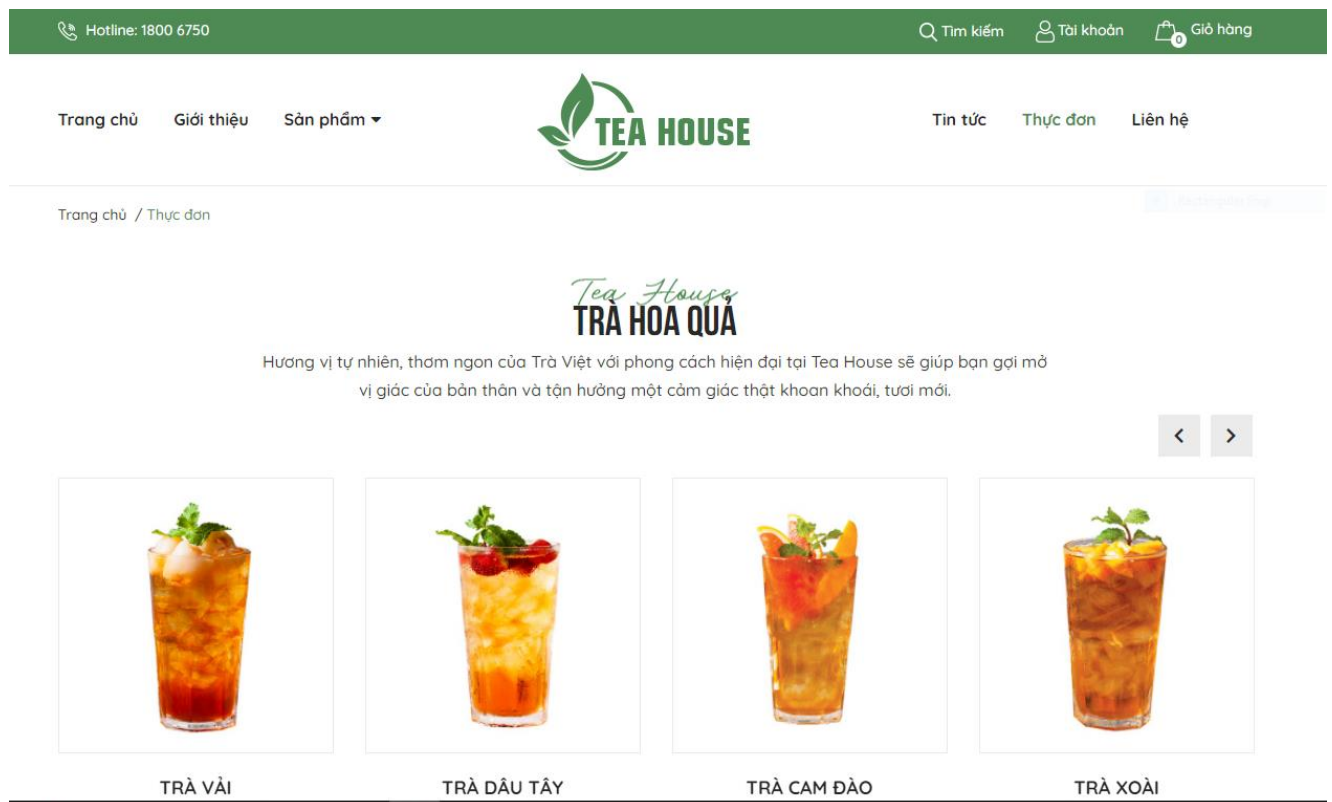 Hotline: 1800 6750
Tìm kiếm
Tài khoản
0
Giỏ hàng
Trang chủ
Giới thiệu
Sản phẩm
TEA HOUSE
Tin tức
Thực đơn
Liên hệ
Trang chủ / Thực đơn
Tea House
TRÀ HOA QUẢ
Hương vị tự nhiên, thơm ngon của Trà Việt với phong cách hiện đại tại Tea House sẽ giúp bạn gợi mở
vị giác của bản thân và tận hưởng một cảm giác thật khoan khoái, tươi mới.
TRÀ VẢI
TRÀ DÂU TÂY
TRÀ CAM ĐÀO
TRÀ XOÀI